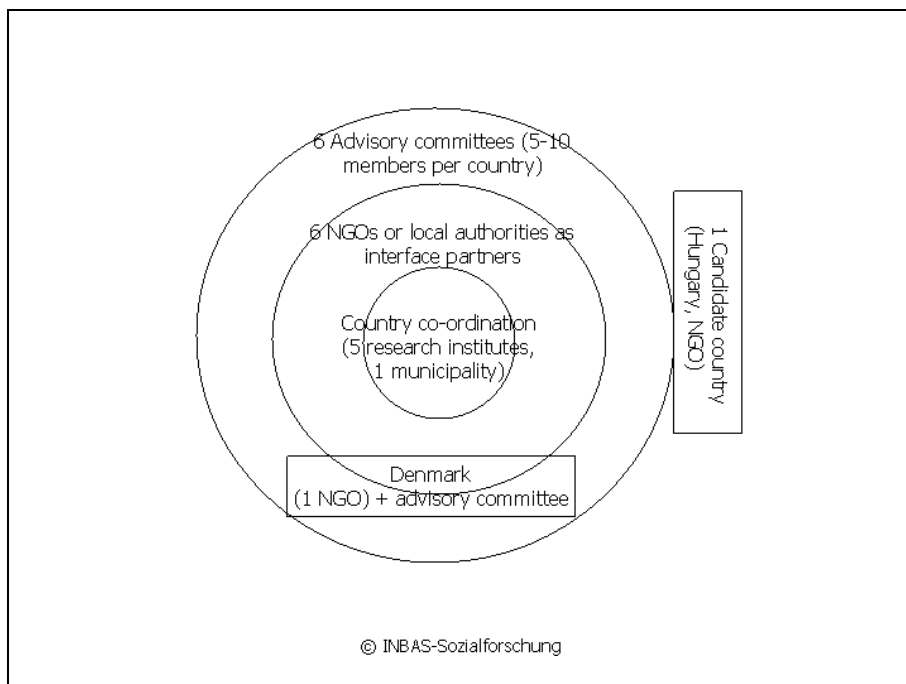 6 Advisory committees (5-10
members per country)
6 NGOs or local authorities as
interface partners
Country co-ordination
(5 research institutes,
1 municipality)
1 Candidate country
(Hungary, NGO)
Denmark
(1 NGO) + advisory committee
© INBAS-Sozialforschung